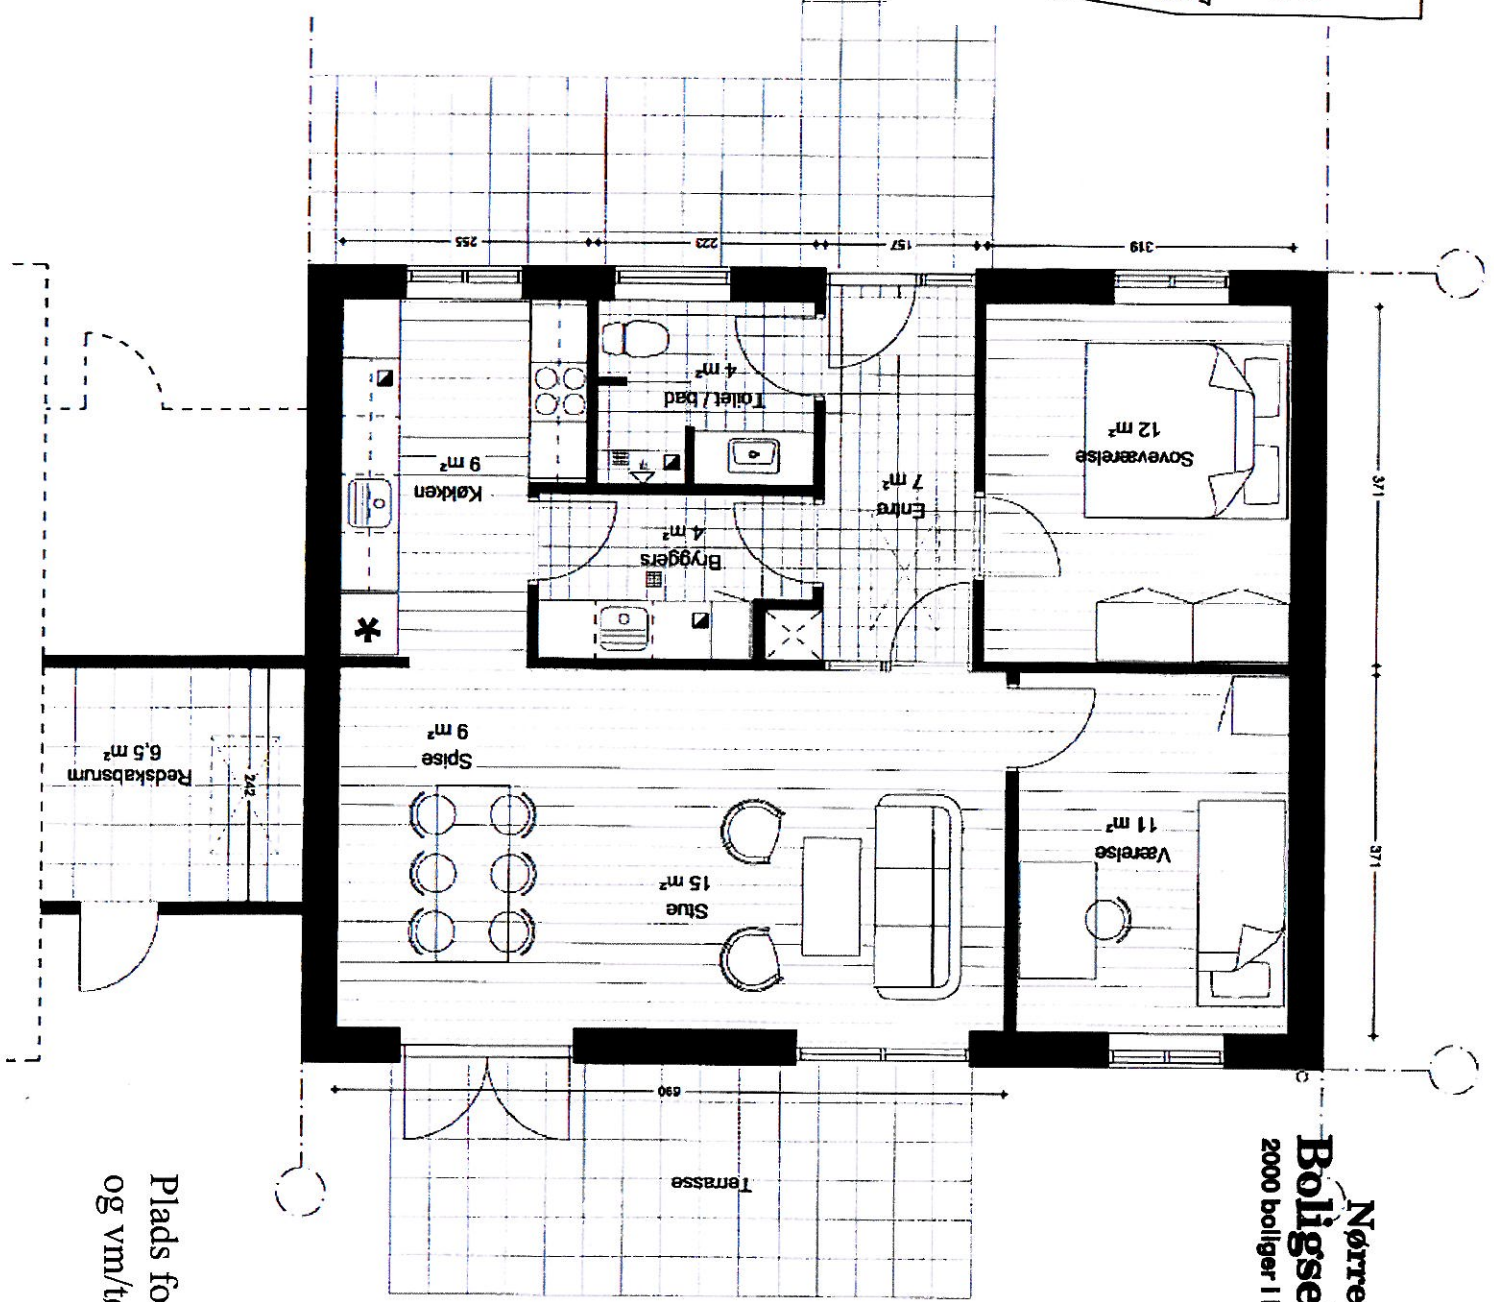 255
223
157
319
Køkken
9 m²
Toilet / bad
4 m²
Bryggers
4 m²
Entre
7 m²
Soveværelse
12 m²
371
371
Redskabsrum
6,5 m²
242
Spise
9 m²
Stue
15 m²
Værelse
11 m²
690
Terrasse
Nørre
Boligse
2000 boliger i
Plads fo
og vm/t